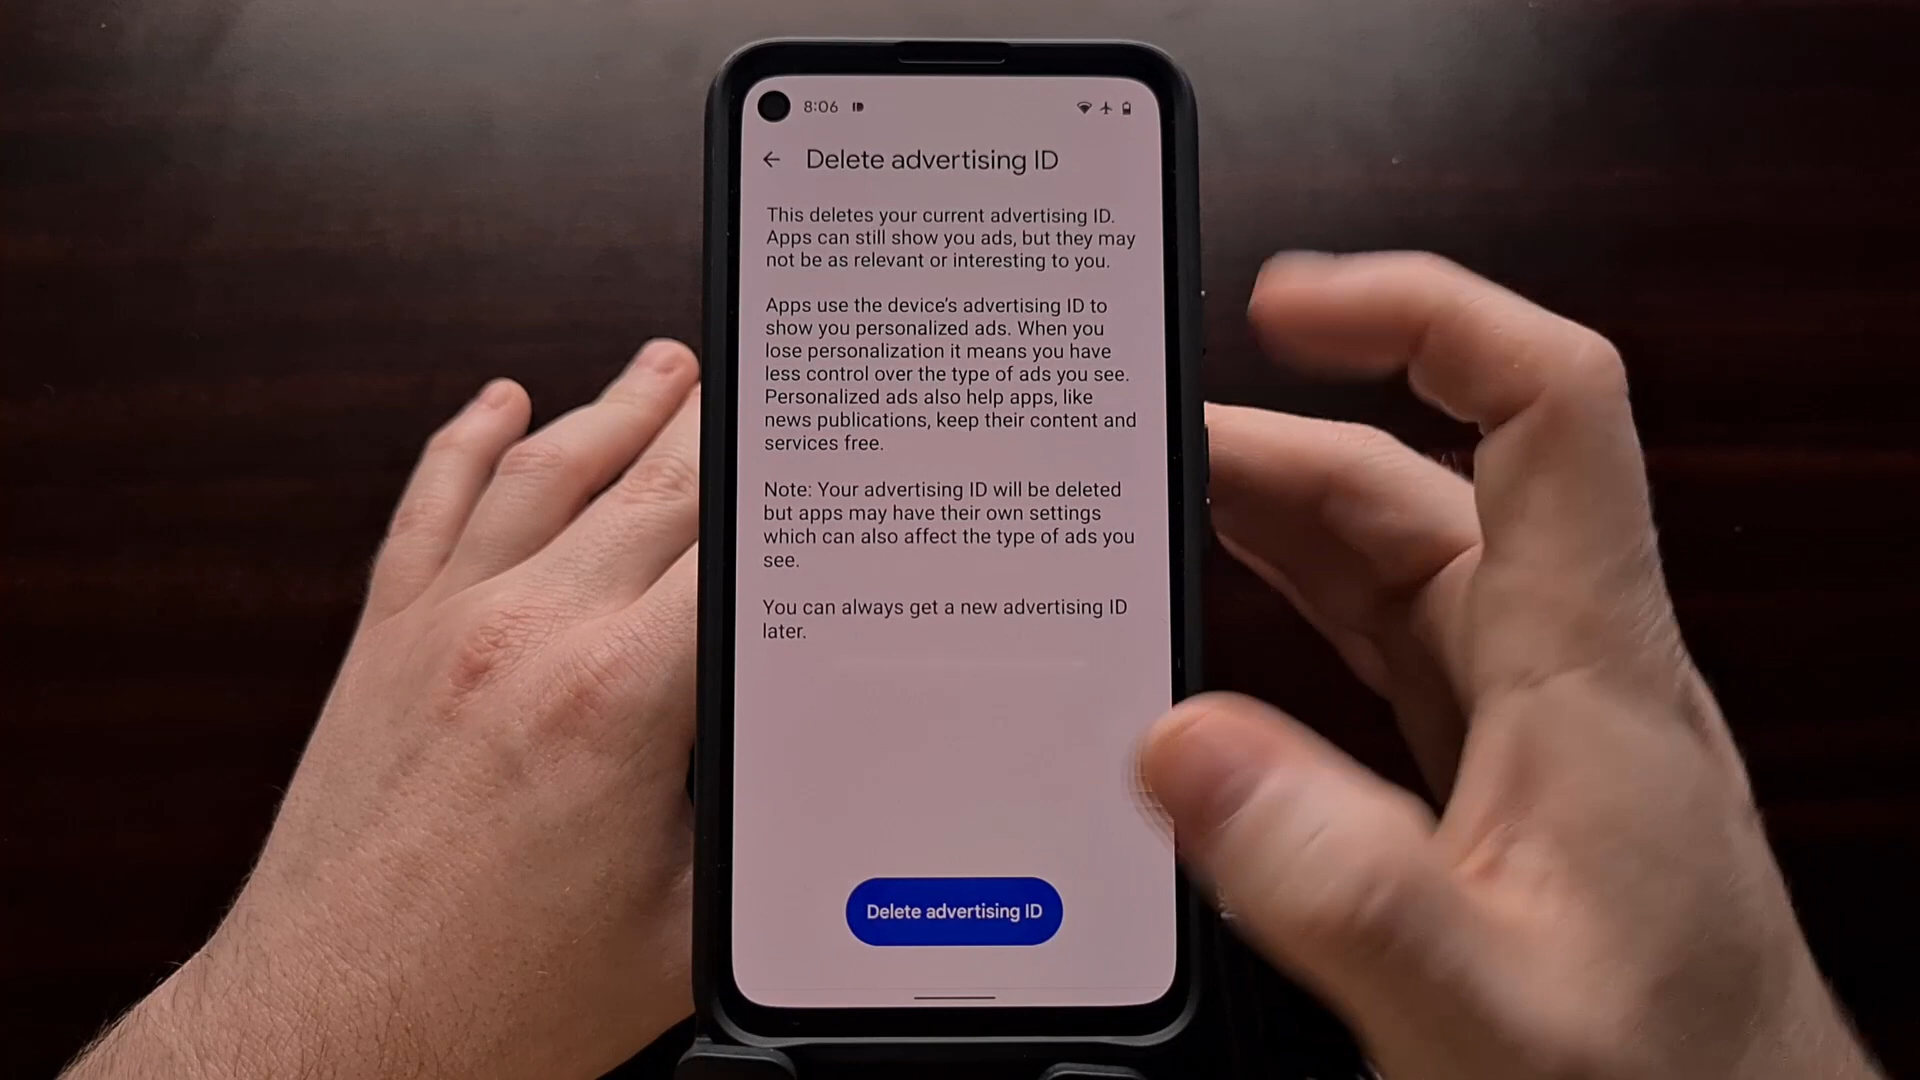 8:06
Delete advertising ID
This deletes your current advertising ID.
Apps can still show you ads, but they may
not be as relevant or interesting to you.
Apps use the device's advertising ID to
show you personalized ads. When you
lose personalization it means you have
less control over the type of ads you see.
Personalized ads also help apps, like
news publications, keep their content and
services free.
Note: Your advertising ID will be deleted
but apps may have their own settings
which can also affect the type of ads you
see.
You can always get a new advertising ID
later.
Delete advertising ID